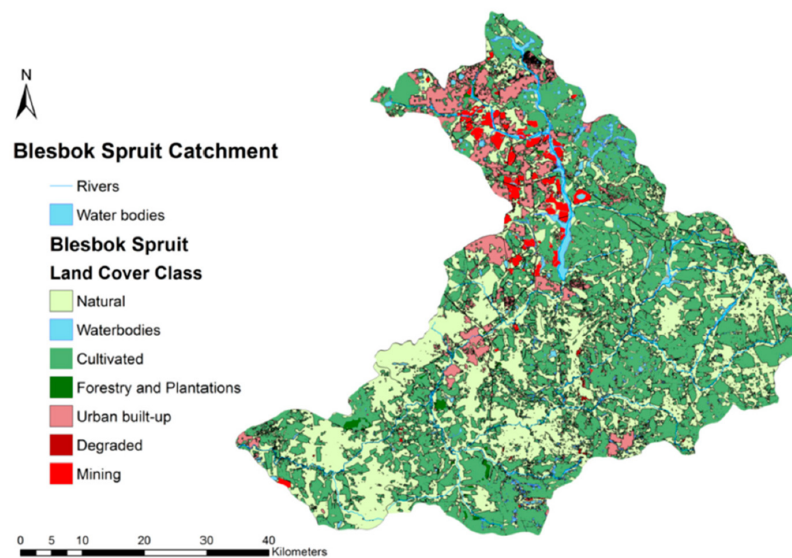 N
Blesbok Spruit Catchment
Rivers
Water bodies
Blesbok Spruit
Land Cover Class
Natural
Waterbodies
Cultivated
Forestry and Plantations
Urban built-up
Degraded
Mining
0 5 10 20 30 40
Kilometers